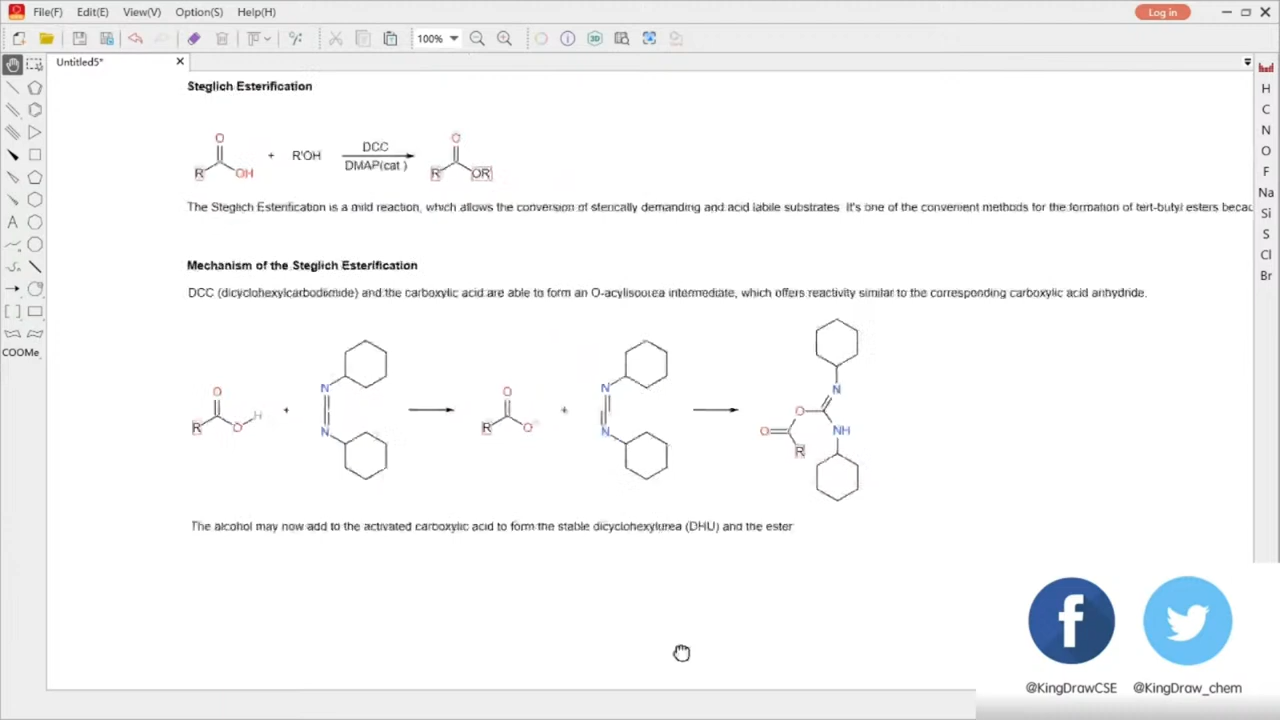 File(F) Edit(E) View(V) Option(S) Help(H) Log in
100%
Untitled5*
Steglich Esterification
O O
+ R'OH DCC
DMAP(cat.)
R OH R OR'
The Steglich Esterification is a mild reaction, which allows the conversion of sterically demanding and acid labile substrates. It's one of the convenient methods for the formation of tert-butyl esters becau
Mechanism of the Steglich Esterification
DCC (dicyclohexylcarbodiimide) and the carboxylic acid are able to form an O-acylisourea intermediate, which offers reactivity similar to the corresponding carboxylic acid anhydride.
O N O N N
H + + O
R O N R O⁻ N O NH
R
The alcohol may now add to the activated carboxylic acid to form the stable dicyclohexylurea (DHU) and the ester
A
COOMe
H
C
N
O
F
Na
Si
S
Cl
Br
@KingDrawCSE @KingDraw_chem